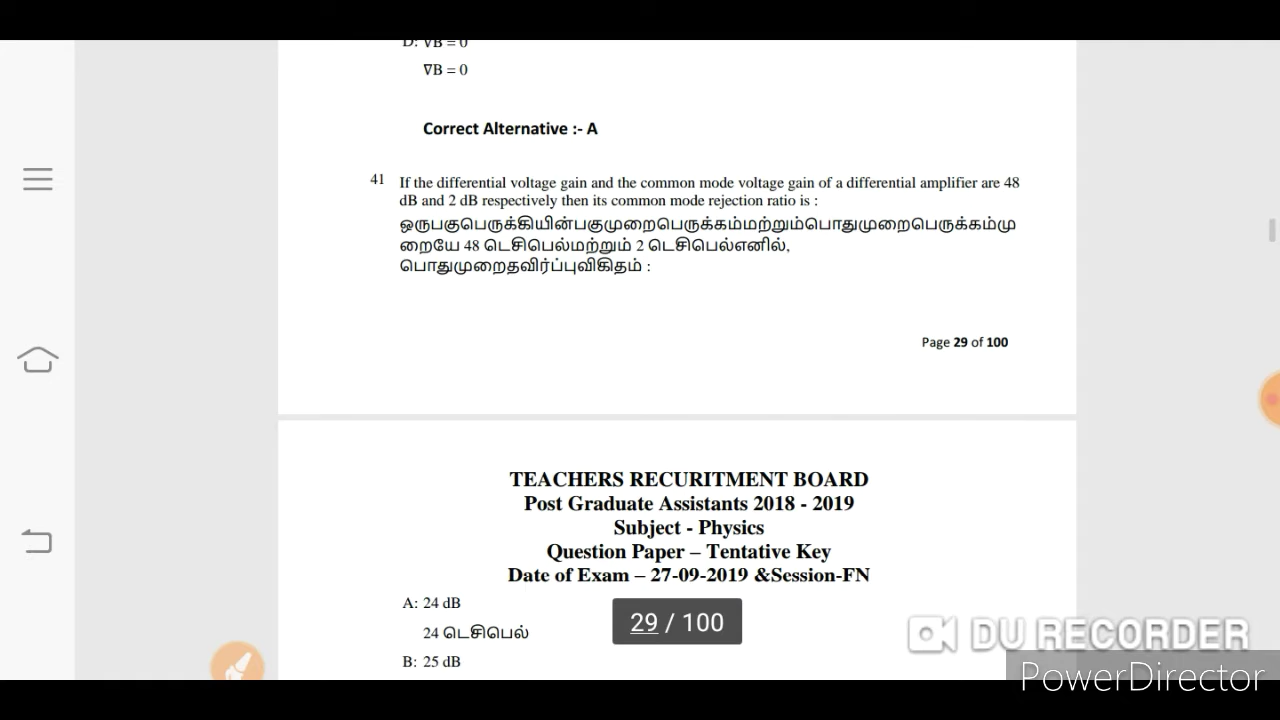 D: ∇B = 0
∇B = 0
Correct Alternative :- A
41 If the differential voltage gain and the common mode voltage gain of a differential amplifier are 48
dB and 2 dB respectively then its common mode rejection ratio is :
ஒருபகுபெருக்கியின்பகுமுறைபெருக்கம்மற்றும்பொதுமுறைபெருக்கம்மு
றையே 48 டெசிபெல்மற்றும் 2 டெசிபெல்எனில்,
பொதுமுறைதவிர்ப்புவிகிதம் :
Page 29 of 100
TEACHERS RECURITMENT BOARD
Post Graduate Assistants 2018 - 2019
Subject - Physics
Question Paper – Tentative Key
Date of Exam – 27-09-2019 &Session-FN
A: 24 dB
24 டெசிபெல்
B: 25 dB
29 / 100
DU RECORDER
PowerDirector